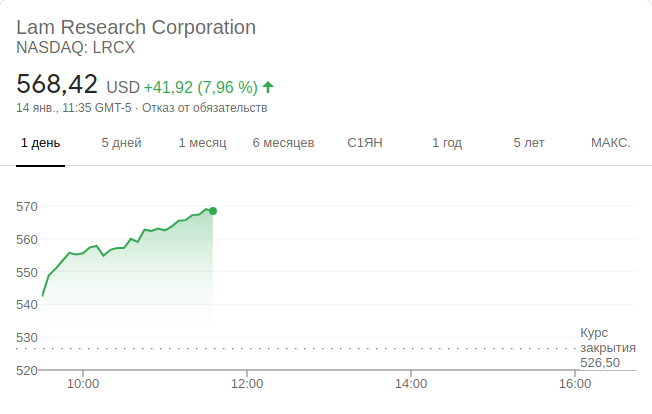 Lam Research Corporation
NASDAQ: LRCX
568,42 USD +41,92 (7,96 %)
14 янв., 11:35 GMT-5 · Отказ от обязательств
1 день 5 дней 1 месяц 6 месяцев С1ЯН 1 год 5 лет МАКС.
570
560
550
540
530
520
Курс
закрытия
526,50
10:00 12:00 14:00 16:00